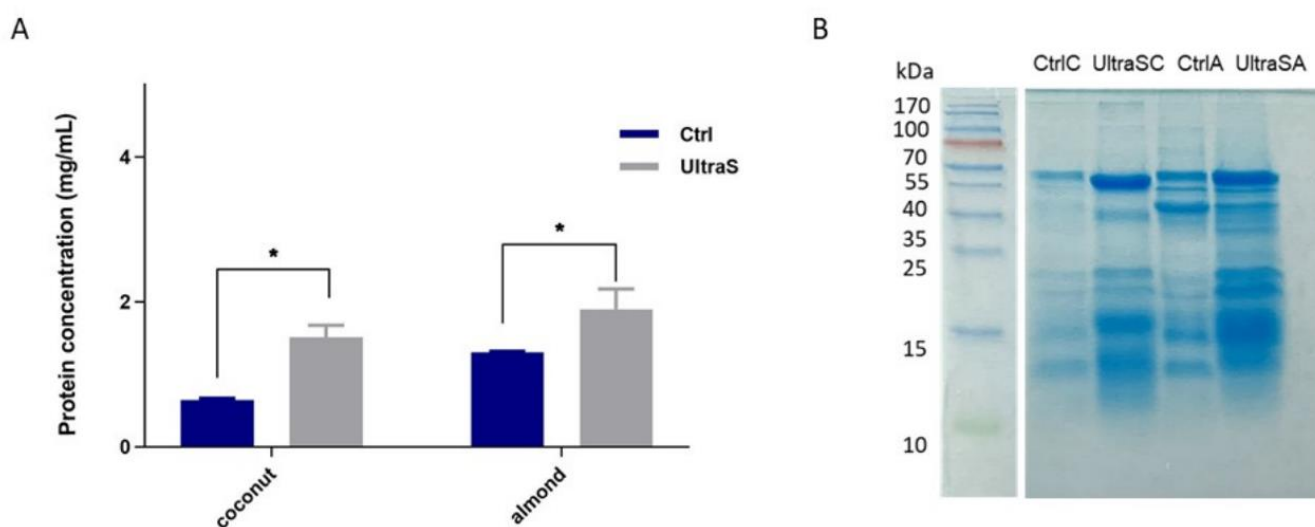 A
Protein concentration (mg/mL)
4
2
0
Ctrl
UltraS
*
*
coconut
almond
B
kDa
CtrlC UltraSC CtrlA UltraSA
170
100
70
55
40
35
25
15
10